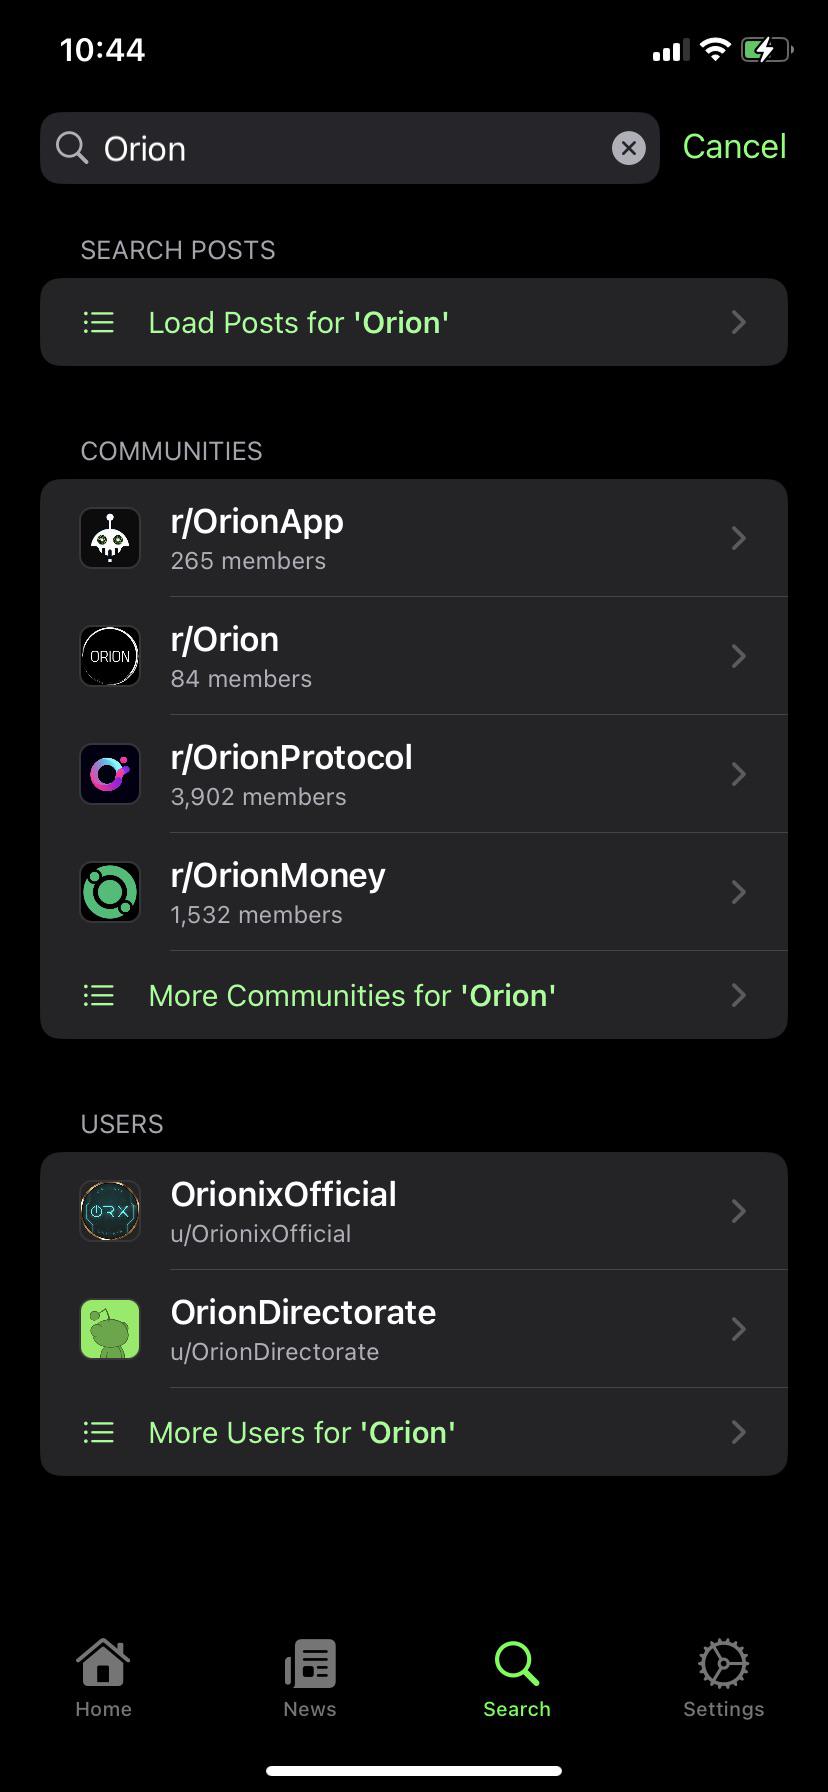 10:44
Orion
Cancel
SEARCH POSTS
Load Posts for 'Orion'
COMMUNITIES
r/OrionApp
265 members
ORION
r/Orion
84 members
r/OrionProtocol
3,902 members
r/OrionMoney
1,532 members
More Communities for 'Orion'
USERS
ORX
OrionixOfficial
u/OrionixOfficial
OrionDirectorate
u/OrionDirectorate
More Users for 'Orion'
Home
News
Search
Settings